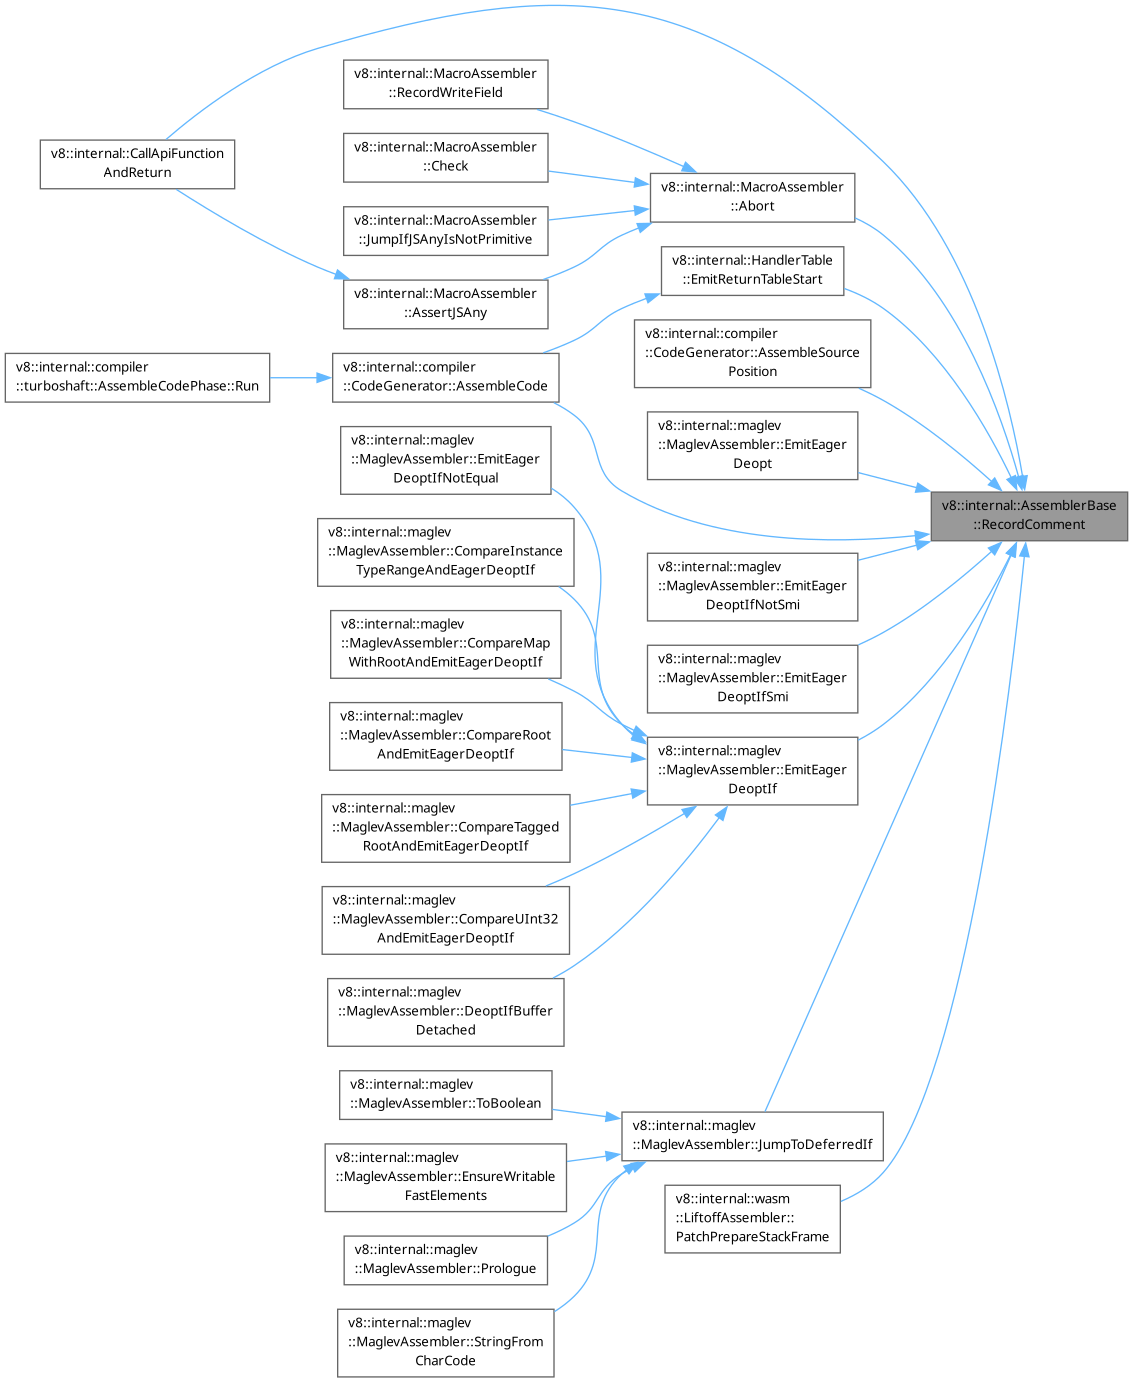 v8::internal::MacroAssembler
::RecordWriteField
v8::internal::CallApiFunction
AndReturn
v8::internal::MacroAssembler
::Check
v8::internal::MacroAssembler
::Abort
v8::internal::MacroAssembler
::JumpIfJSAnyIsNotPrimitive
v8::internal::HandlerTable
::EmitReturnTableStart
v8::internal::MacroAssembler
::AssertJSAny
v8::internal::compiler
::CodeGenerator::AssembleSource
Position
v8::internal::compiler
::turboshaft::AssembleCodePhase::Run
v8::internal::compiler
::CodeGenerator::AssembleCode
v8::internal::maglev
::MaglevAssembler::EmitEager
Deopt
v8::internal::maglev
::MaglevAssembler::EmitEager
DeoptIfNotEqual
v8::internal::AssemblerBase
::RecordComment
v8::internal::maglev
::MaglevAssembler::CompareInstance
TypeRangeAndEagerDeoptIf
v8::internal::maglev
::MaglevAssembler::EmitEager
DeoptIfNotSmi
v8::internal::maglev
::MaglevAssembler::CompareMap
WithRootAndEmitEagerDeoptIf
v8::internal::maglev
::MaglevAssembler::EmitEager
DeoptIfSmi
v8::internal::maglev
::MaglevAssembler::CompareRoot
AndEmitEagerDeoptIf
v8::internal::maglev
::MaglevAssembler::EmitEager
DeoptIf
v8::internal::maglev
::MaglevAssembler::CompareTagged
RootAndEmitEagerDeoptIf
v8::internal::maglev
::MaglevAssembler::CompareUInt32
AndEmitEagerDeoptIf
v8::internal::maglev
::MaglevAssembler::DeoptIfBuffer
Detached
v8::internal::maglev
::MaglevAssembler::ToBoolean
v8::internal::maglev
::MaglevAssembler::JumpToDeferredIf
v8::internal::maglev
::MaglevAssembler::EnsureWritable
FastElements
v8::internal::wasm
::LiftoffAssembler::
PatchPrepareStackFrame
v8::internal::maglev
::MaglevAssembler::Prologue
v8::internal::maglev
::MaglevAssembler::StringFrom
CharCode